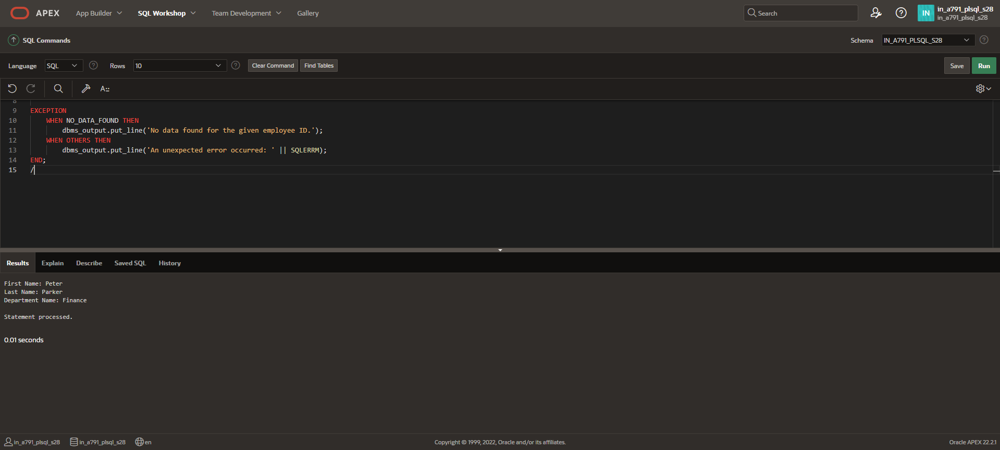 APEX App Builder SQL Workshop Team Development Gallery Search IN in_a791_plsql_s28
in_a791_plsql_s28
SQL Commands Schema IN_A791_PLSQL_S28
Language SQL Rows 10 Clear Command Find Tables Save Run
A::
8
9 EXCEPTION
10 WHEN NO_DATA_FOUND THEN
11 dbms_output.put_line('No data found for the given employee ID.');
12 WHEN OTHERS THEN
13 dbms_output.put_line('An unexpected error occurred: ' || SQLERRM);
14 END;
15 /
Results Explain Describe Saved SQL History
First Name: Peter
Last Name: Parker
Department Name: Finance
Statement processed.
0.01 seconds
in_a791_plsql_s28 in_a791_plsql_s28 en Copyright © 1999, 2022, Oracle and/or its affiliates. Oracle APEX 22.2.1